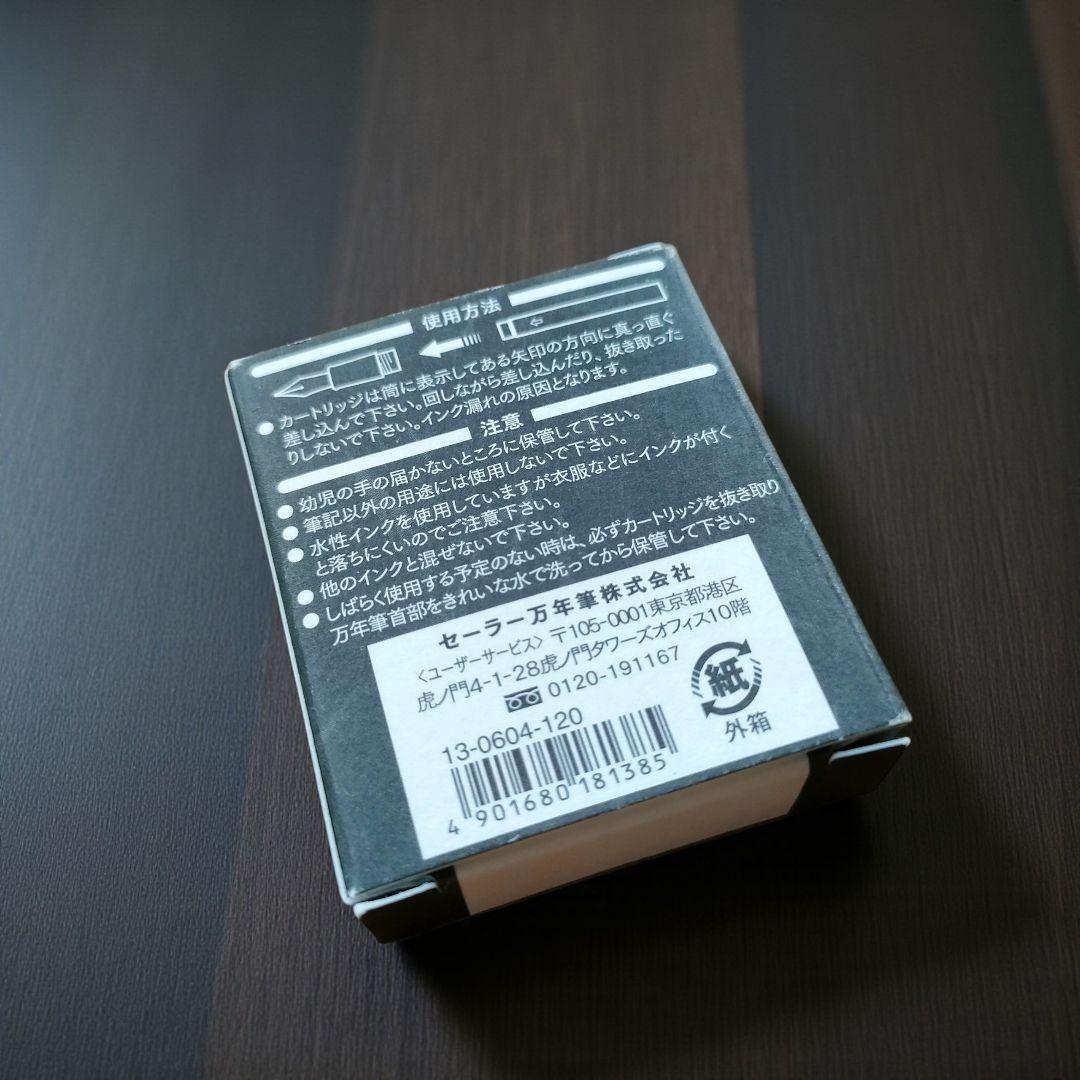 使用方法
●カートリッジは筒に表示してある矢印の方向に真っ直ぐ
差し込んで下さい。回しながら差し込んだり、抜き取った
りしないで下さい。インク漏れの原因となります。
注意
●幼児の手の届かないところに保管して下さい。
●筆記以外の用途には使用しないで下さい。
●水性インクを使用していますが衣服などにインクが付く
と落ちにくいのでご注意下さい。
●他のインクと混ぜないで下さい。
●しばらく使用する予定のない時は、必ずカートリッジを抜き取り
万年筆首部をきれいな水で洗ってから保管して下さい。
セーラー万年筆株式会社
〈ユーザーサービス〉〒105-0001東京都港区
虎ノ門4-1-28虎ノ門タワーズオフィス10階
0120-191167
紙
外箱
13-0604-120
4 901680 181385